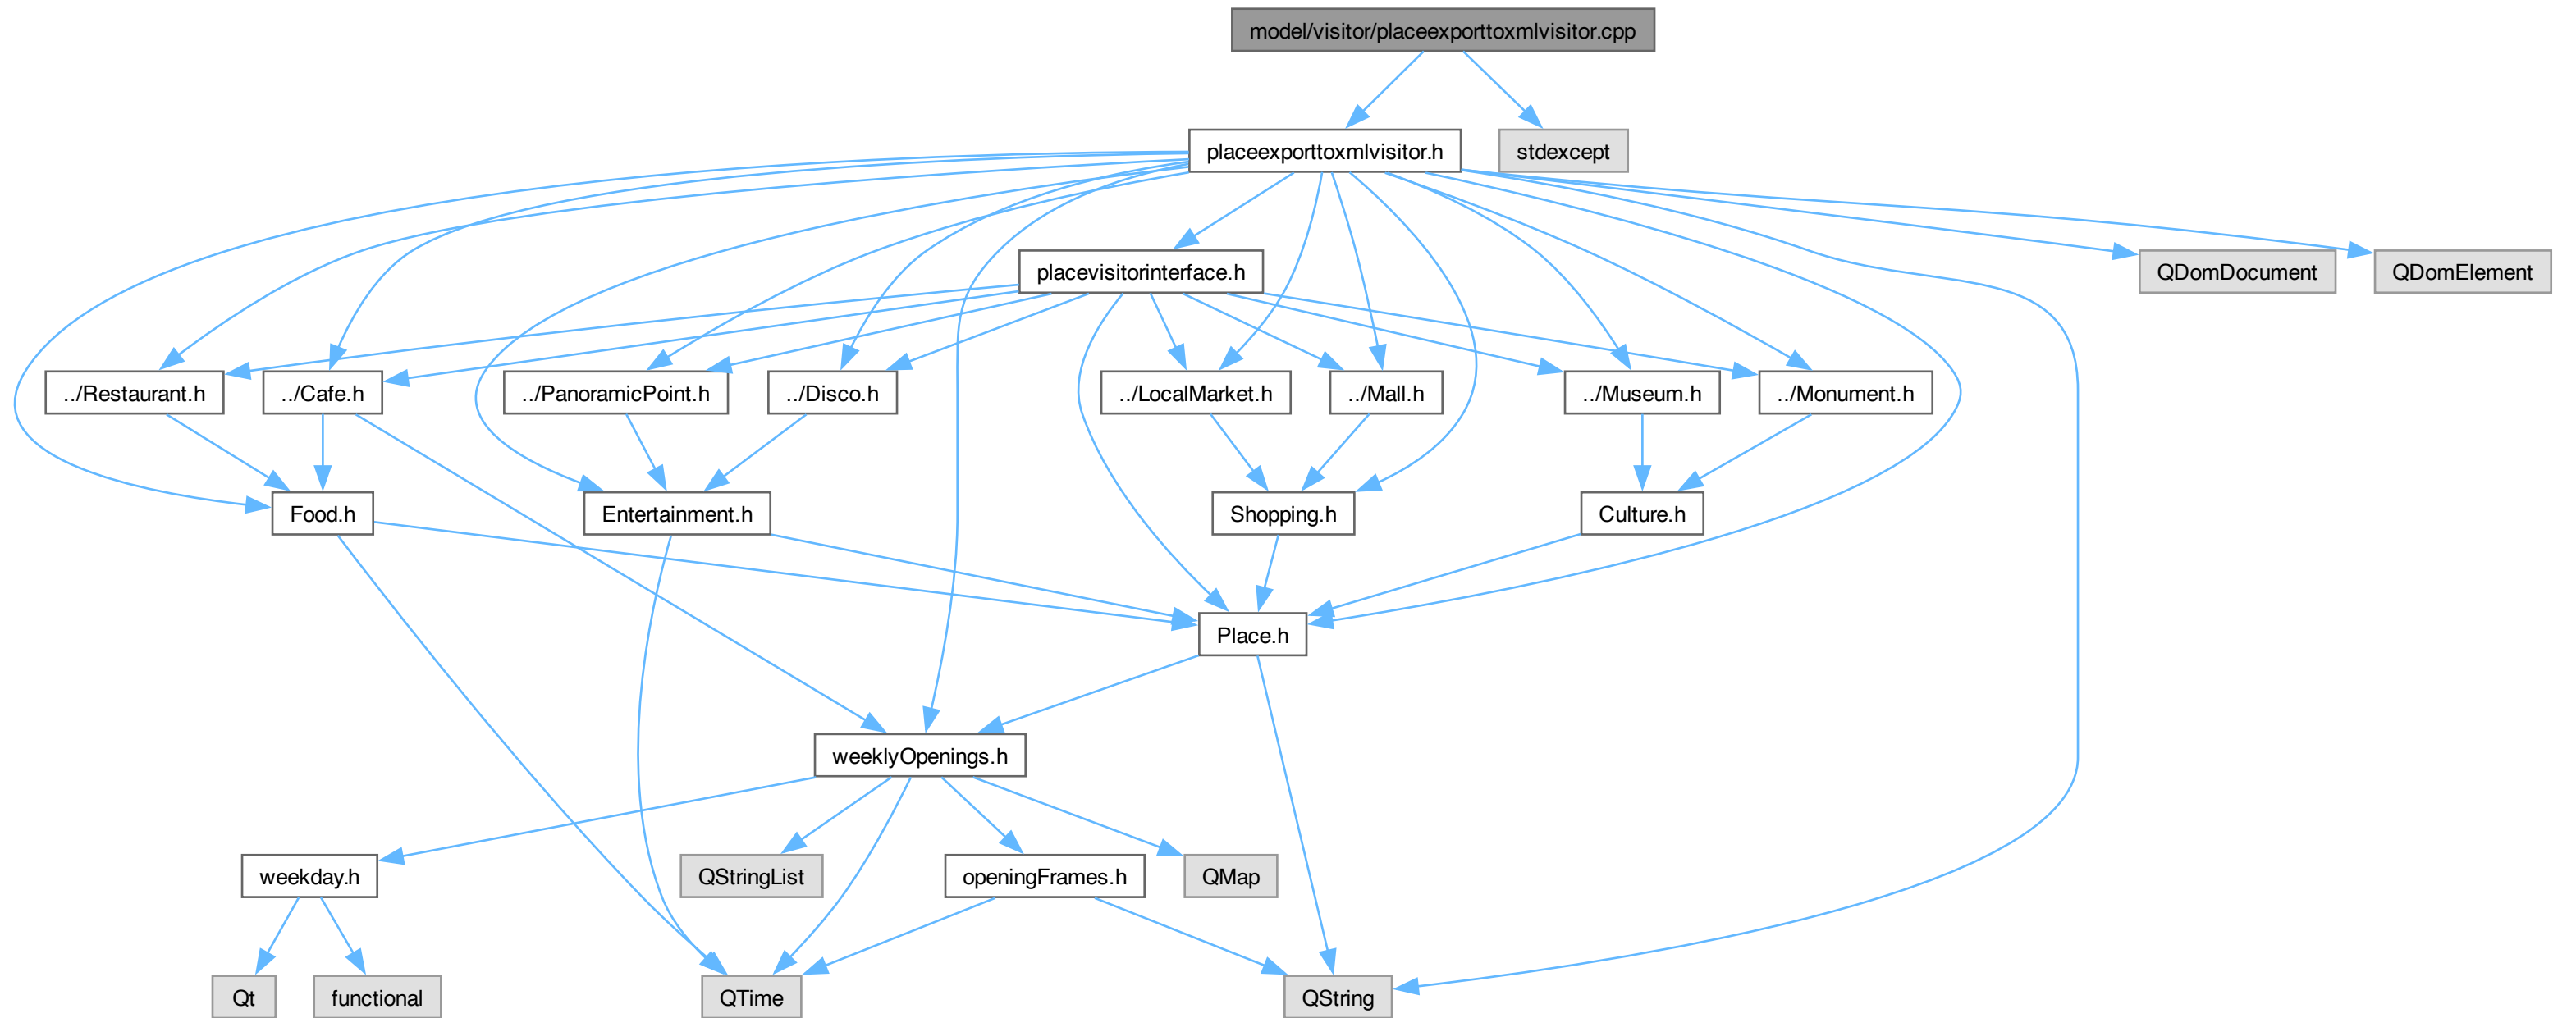 model/visitor/placeexporttoxmlvisitor.cpp
placeexporttoxmlvisitor.h
stdexcept
placevisitorinterface.h
QDomDocument
QDomElement
../Restaurant.h
../Cafe.h
../PanoramicPoint.h
../Disco.h
../LocalMarket.h
../Mall.h
../Museum.h
../Monument.h
Food.h
Entertainment.h
Shopping.h
Culture.h
Place.h
weeklyOpenings.h
weekday.h
QStringList
openingFrames.h
QMap
Qt
functional
QTime
QString